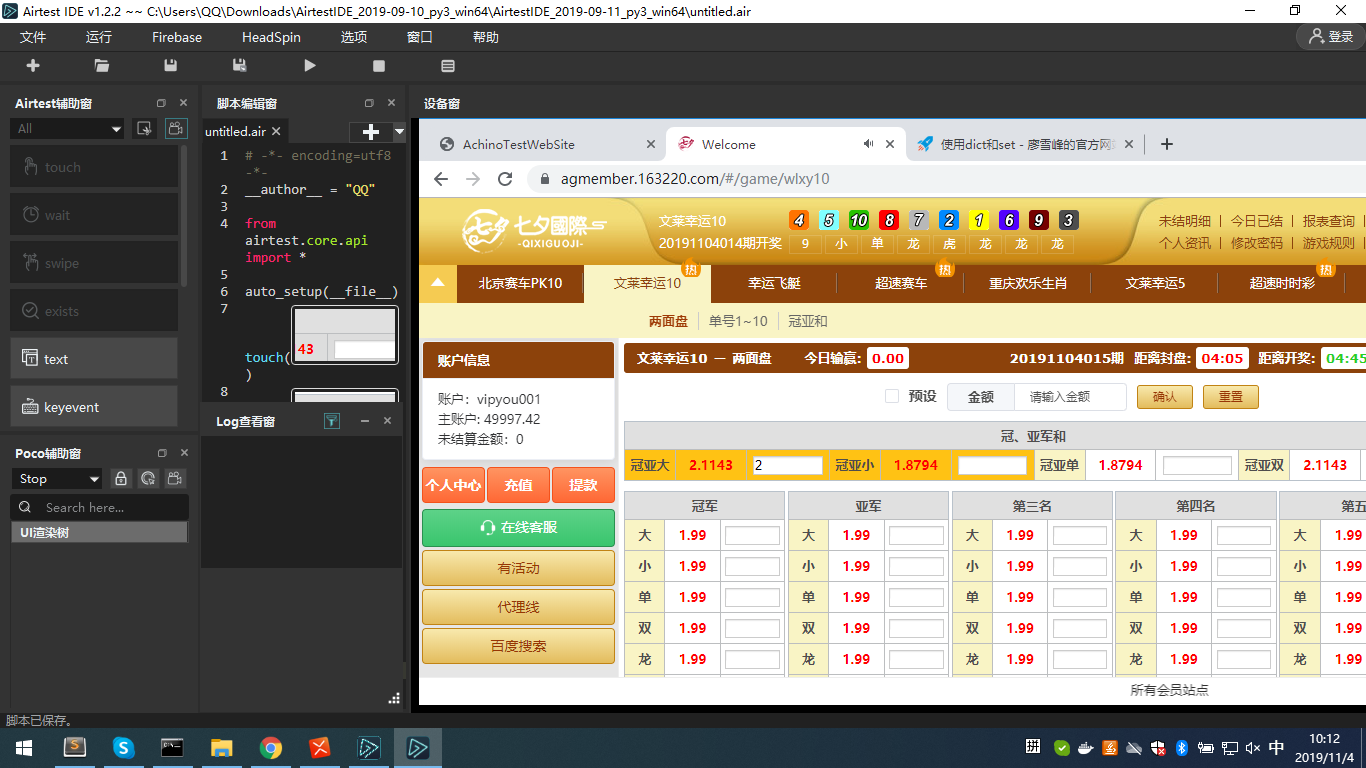 Airtest IDE v1.2.2 ~~ C:\Users\QQ\Downloads\AirtestIDE_2019-09-10_py3_win64\AirtestIDE_2019-09-11_py3_win64\untitled.air
文件 运行 Firebase HeadSpin 选项 窗口 帮助 登录
Airtest辅助窗
All
touch
wait
swipe
exists
text
keyevent
Poco辅助窗
Stop
Search here...
UI渲染树
脚本编辑窗
untitled.air
1 # -*- encoding=utf8
-*-
2 __author__ = "QQ"
3
4 from
airtest.core.api
import *
5
6 auto_setup(__file__)
7
43
touch(
)
8
Log查看窗
设备窗
AchinoTestWebSite
Welcome
使用dict和set - 廖雪峰的官方网
agmember.163220.com/#/game/wlxy10
七夕國際
-QIXIGUOJI-
文莱幸运10 4 5 10 8 7 2 1 6 9 3
20191104014期开奖 9 小 单 龙 虎 龙 龙 龙
未结明细 | 今日已结 | 报表查询
个人资讯 | 修改密码 | 游戏规则
热 热 热
北京赛车PK10 文莱幸运10 幸运飞艇 超速赛车 重庆欢乐生肖 文莱幸运5 超速时时彩
两面盘 单号1~10 冠亚和
账户信息
账户：vipyou001
主账户: 49997.42
未结算金额：0
个人中心 充值 提款
在线客服
有活动
代理线
百度搜索
文莱幸运10 — 两面盘 今日输赢: 0.00 20191104015期 距离封盘: 04:05 距离开奖: 04:45
预设 金额 请输入金额 确认 重置
冠、亚军和
冠亚大 2.1143 2 冠亚小 1.8794 冠亚单 1.8794 冠亚双 2.1143
冠军 亚军 第三名 第四名 第五
大 1.99 大 1.99 大 1.99 大 1.99 大 1.99
小 1.99 小 1.99 小 1.99 小 1.99 小 1.99
单 1.99 单 1.99 单 1.99 单 1.99 单 1.99
双 1.99 双 1.99 双 1.99 双 1.99 双 1.99
龙 1.99 龙 1.99 龙 1.99 龙 1.99 龙 1.99
所有会员站点
脚本已保存。
拼
中
10:12
2019/11/4